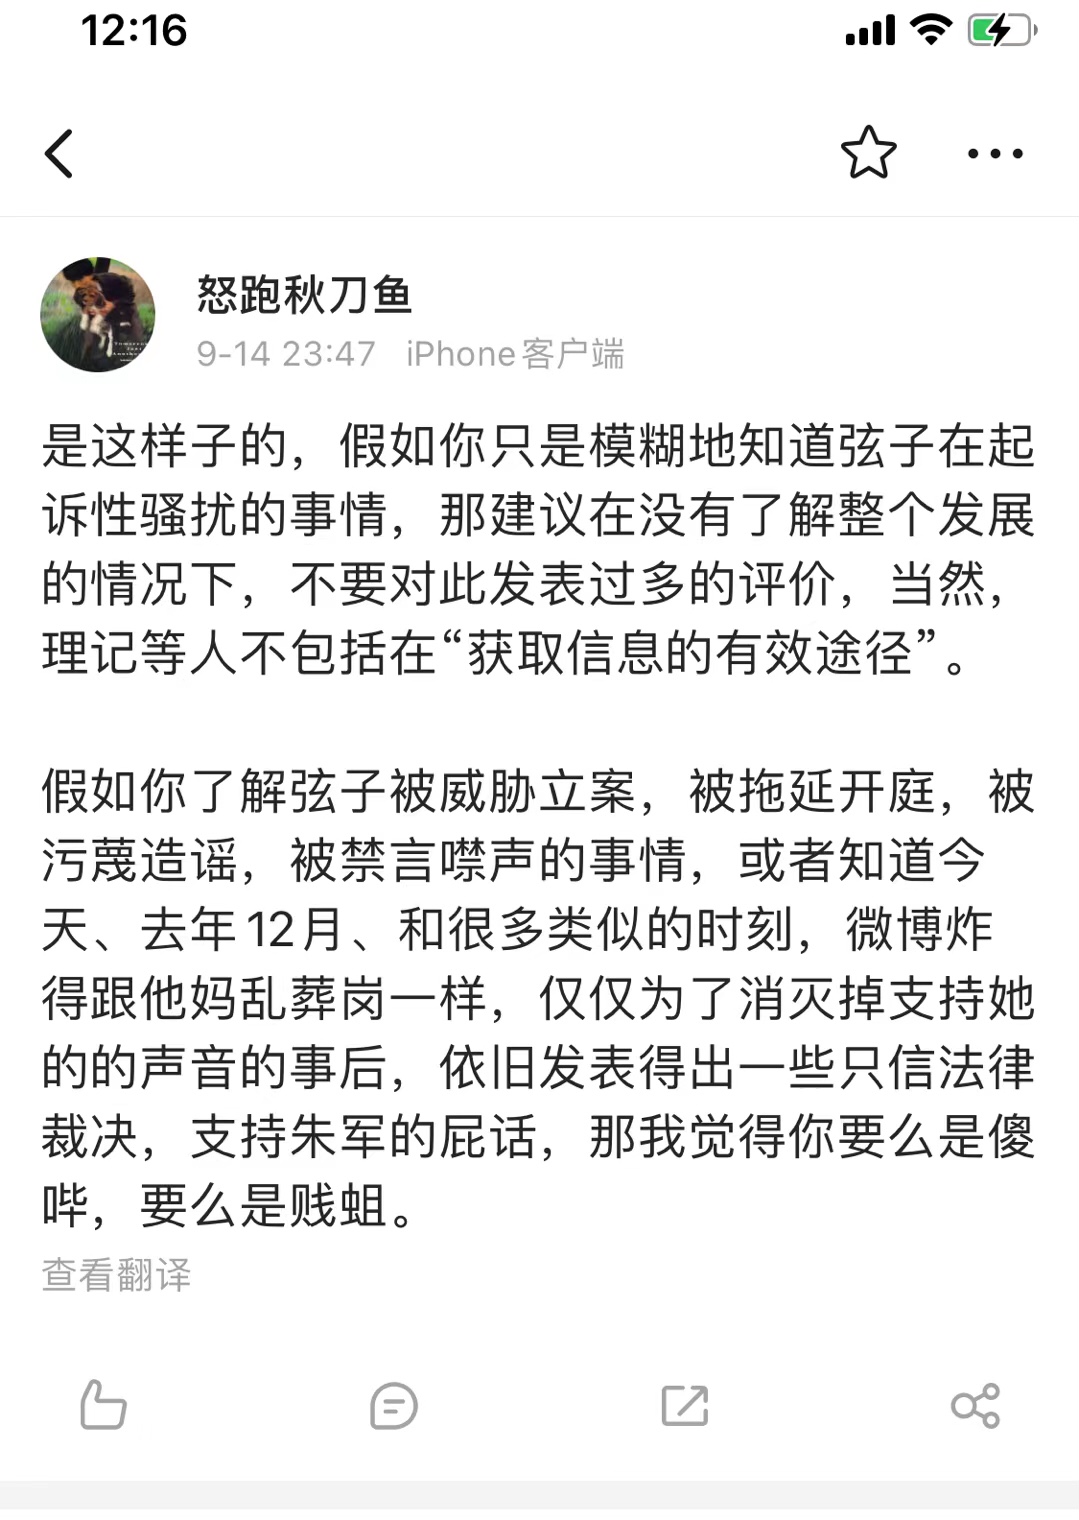 12:16
怒跑秋刀鱼
9-14 23:47 iPhone客户端
是这样子的，假如你只是模糊地知道弦子在起
诉性骚扰的事情，那建议在没有了解整个发展
的情况下，不要对此发表过多的评价，当然，
理记等人不包括在“获取信息的有效途径”。
假如你了解弦子被威胁立案，被拖延开庭，被
污蔑造谣，被禁言噤声的事情，或者知道今
天、去年12月、和很多类似的时刻，微博炸
得跟他妈乱葬岗一样，仅仅为了消灭掉支持她
的的声音的事后，依旧发表得出一些只信法律
裁决，支持朱军的屁话，那我觉得你要么是傻
哔，要么是贱蛆。
查看翻译